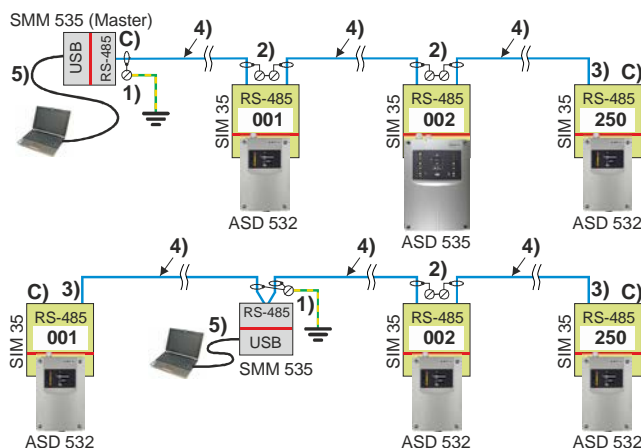 SMM 535 (Master)
C)
4)
2)
4)
2)
4)
USB
RS-485
5)
1)
3)
C)
SIM 35
RS-485
001
SIM 35
RS-485
002
SIM 35
RS-485
250
ASD 532
ASD 535
ASD 532
4)
4)
2)
4)
C)
3)
1)
3)
C)
SIM 35
RS-485
001
5)
RS-485
USB
SMM 535
SIM 35
RS-485
002
SIM 35
RS-485
250
ASD 532
ASD 532
ASD 532